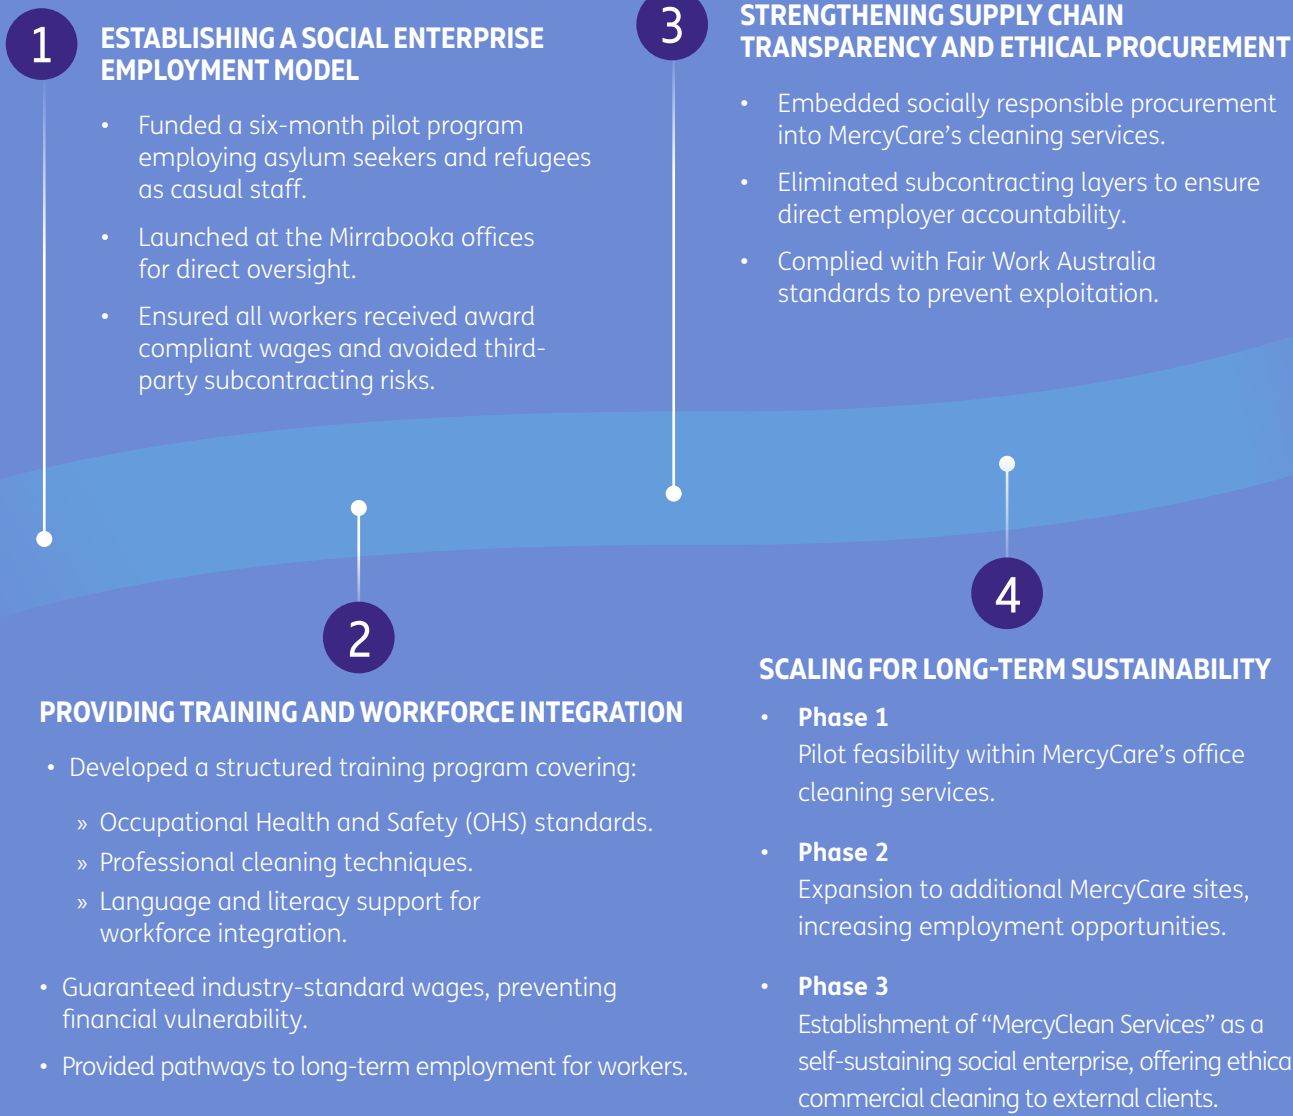 1
ESTABLISHING A SOCIAL ENTERPRISE
EMPLOYMENT MODEL
• Funded a six-month pilot program
employing asylum seekers and refugees
as casual staff.
• Launched at the Mirrabooka offices
for direct oversight.
• Ensured all workers received award
compliant wages and avoided third-
party subcontracting risks.
2
PROVIDING TRAINING AND WORKFORCE INTEGRATION
• Developed a structured training program covering:
» Occupational Health and Safety (OHS) standards.
» Professional cleaning techniques.
» Language and literacy support for
workforce integration.
• Guaranteed industry-standard wages, preventing
financial vulnerability.
• Provided pathways to long-term employment for workers.
3
STRENGTHENING SUPPLY CHAIN
TRANSPARENCY AND ETHICAL PROCUREMENT
• Embedded socially responsible procurement
into MercyCare’s cleaning services.
• Eliminated subcontracting layers to ensure
direct employer accountability.
• Complied with Fair Work Australia
standards to prevent exploitation.
4
SCALING FOR LONG-TERM SUSTAINABILITY
• Phase 1
Pilot feasibility within MercyCare’s office
cleaning services.
• Phase 2
Expansion to additional MercyCare sites,
increasing employment opportunities.
• Phase 3
Establishment of “MercyClean Services” as a
self-sustaining social enterprise, offering ethica
commercial cleaning to external clients.